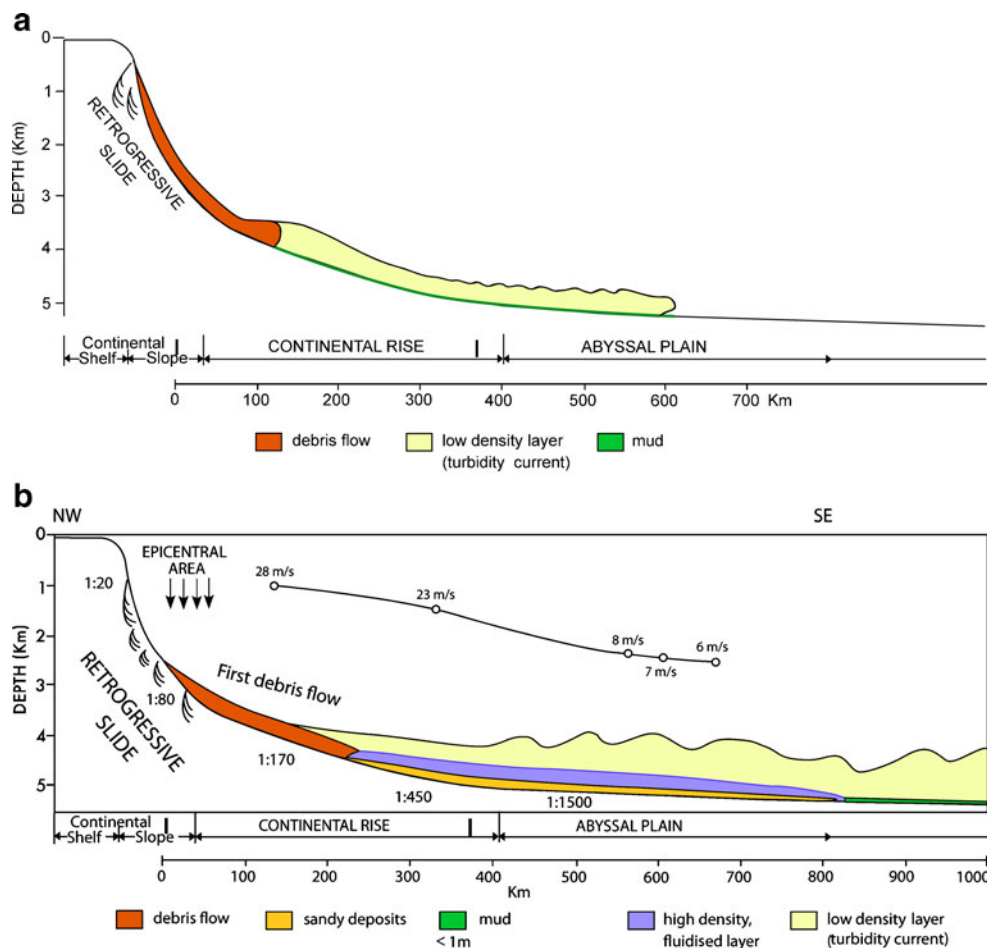 a
0
1
2
3
4
5
DEPTH (Km)
RETROGRESSIVE
SLIDE
Continental
Shelf
Slope
CONTINENTAL RISE
ABYSSAL PLAIN
0 100 200 300 400 500 600 700 Km
debris flow
low density layer
(turbidity current)
mud
b
NW
SE
0
1
2
3
4
5
DEPTH (Km)
EPICENTRAL
AREA
1:20
28 m/s
23 m/s
8 m/s
7 m/s
6 m/s
First debris flow
RETROGRESSIVE
SLIDE
1:80
1:170
1:450
1:1500
Continental
Shelf
Slope
CONTINENTAL RISE
ABYSSAL PLAIN
0 100 200 300 400 500 600 700 800 900 1000
Km
debris flow
sandy deposits
mud
< 1m
high density,
fluidised layer
low density layer
(turbidity current)